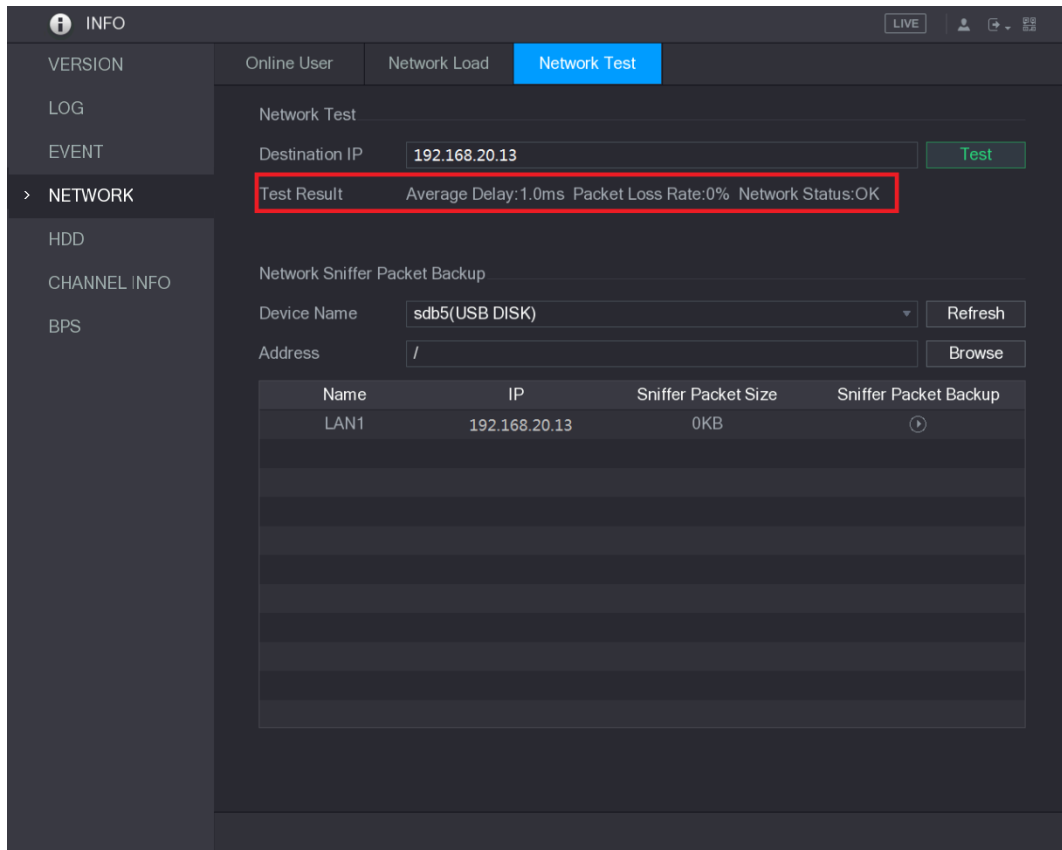 INFO LIVE
VERSION
LOG
EVENT
NETWORK
HDD
CHANNEL INFO
BPS
Online User Network Load Network Test
Network Test
Destination IP 192.168.20.13 Test
Test Result Average Delay:1.0ms Packet Loss Rate:0% Network Status:OK
Network Sniffer Packet Backup
Device Name sdb5(USB DISK) Refresh
Address / Browse
Name IP Sniffer Packet Size Sniffer Packet Backup
LAN1 192.168.20.13 0KB